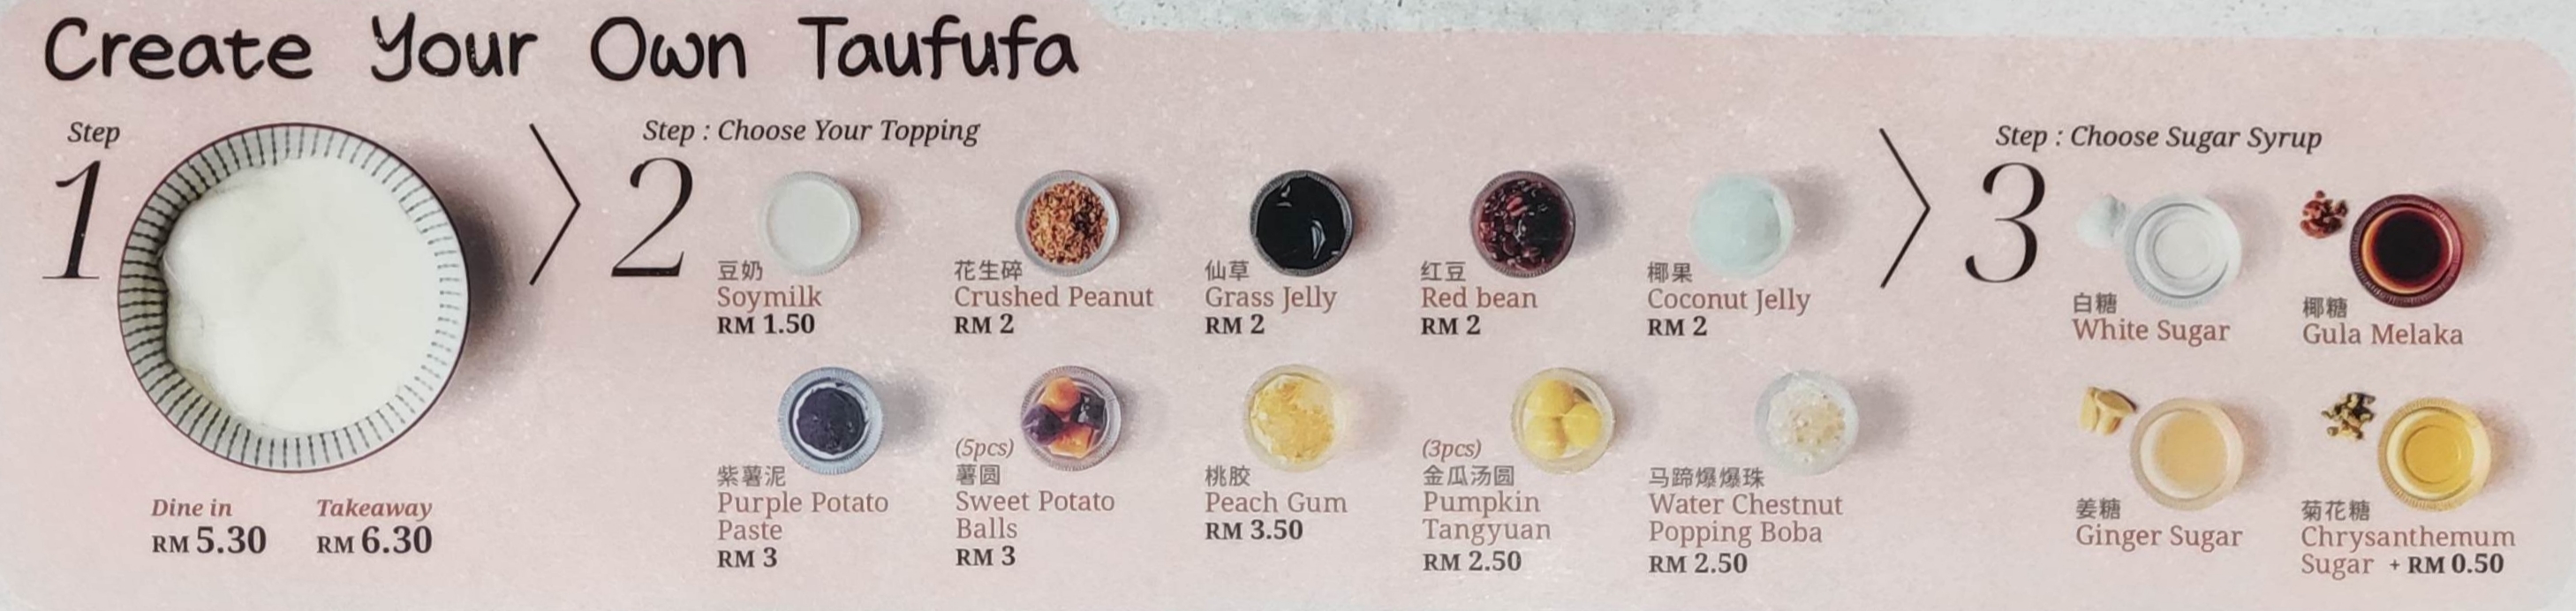 Create Your Own Taufufa
Step
1
Dine in
RM 5.30
Takeaway
RM 6.30
Step : Choose Your Topping
2
豆奶
Soymilk
RM 1.50
花生碎
Crushed Peanut
RM 2
仙草
Grass Jelly
RM 2
红豆
Red bean
RM 2
椰果
Coconut Jelly
RM 2
紫薯泥
Purple Potato
Paste
RM 3
(5pcs)
薯圆
Sweet Potato
Balls
RM 3
桃胶
Peach Gum
RM 3.50
(3pcs)
金瓜汤圆
Pumpkin
Tangyuan
RM 2.50
马蹄爆爆珠
Water Chestnut
Popping Boba
RM 2.50
Step : Choose Sugar Syrup
3
白糖
White Sugar
椰糖
Gula Melaka
姜糖
Ginger Sugar
菊花糖
Chrysanthemum
Sugar + RM 0.50